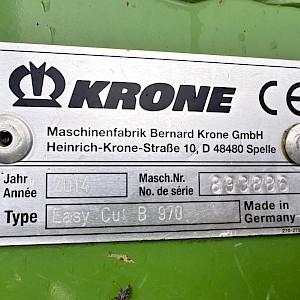 KRONE CE
Maschinenfabrik Bernard Krone GmbH
Heinrich-Krone-Straße 10, D 48480 Spelle
Jahr Année 2014 Masch.Nr. No. de série 893886
Type Easy Cut B 970 Made in Germany